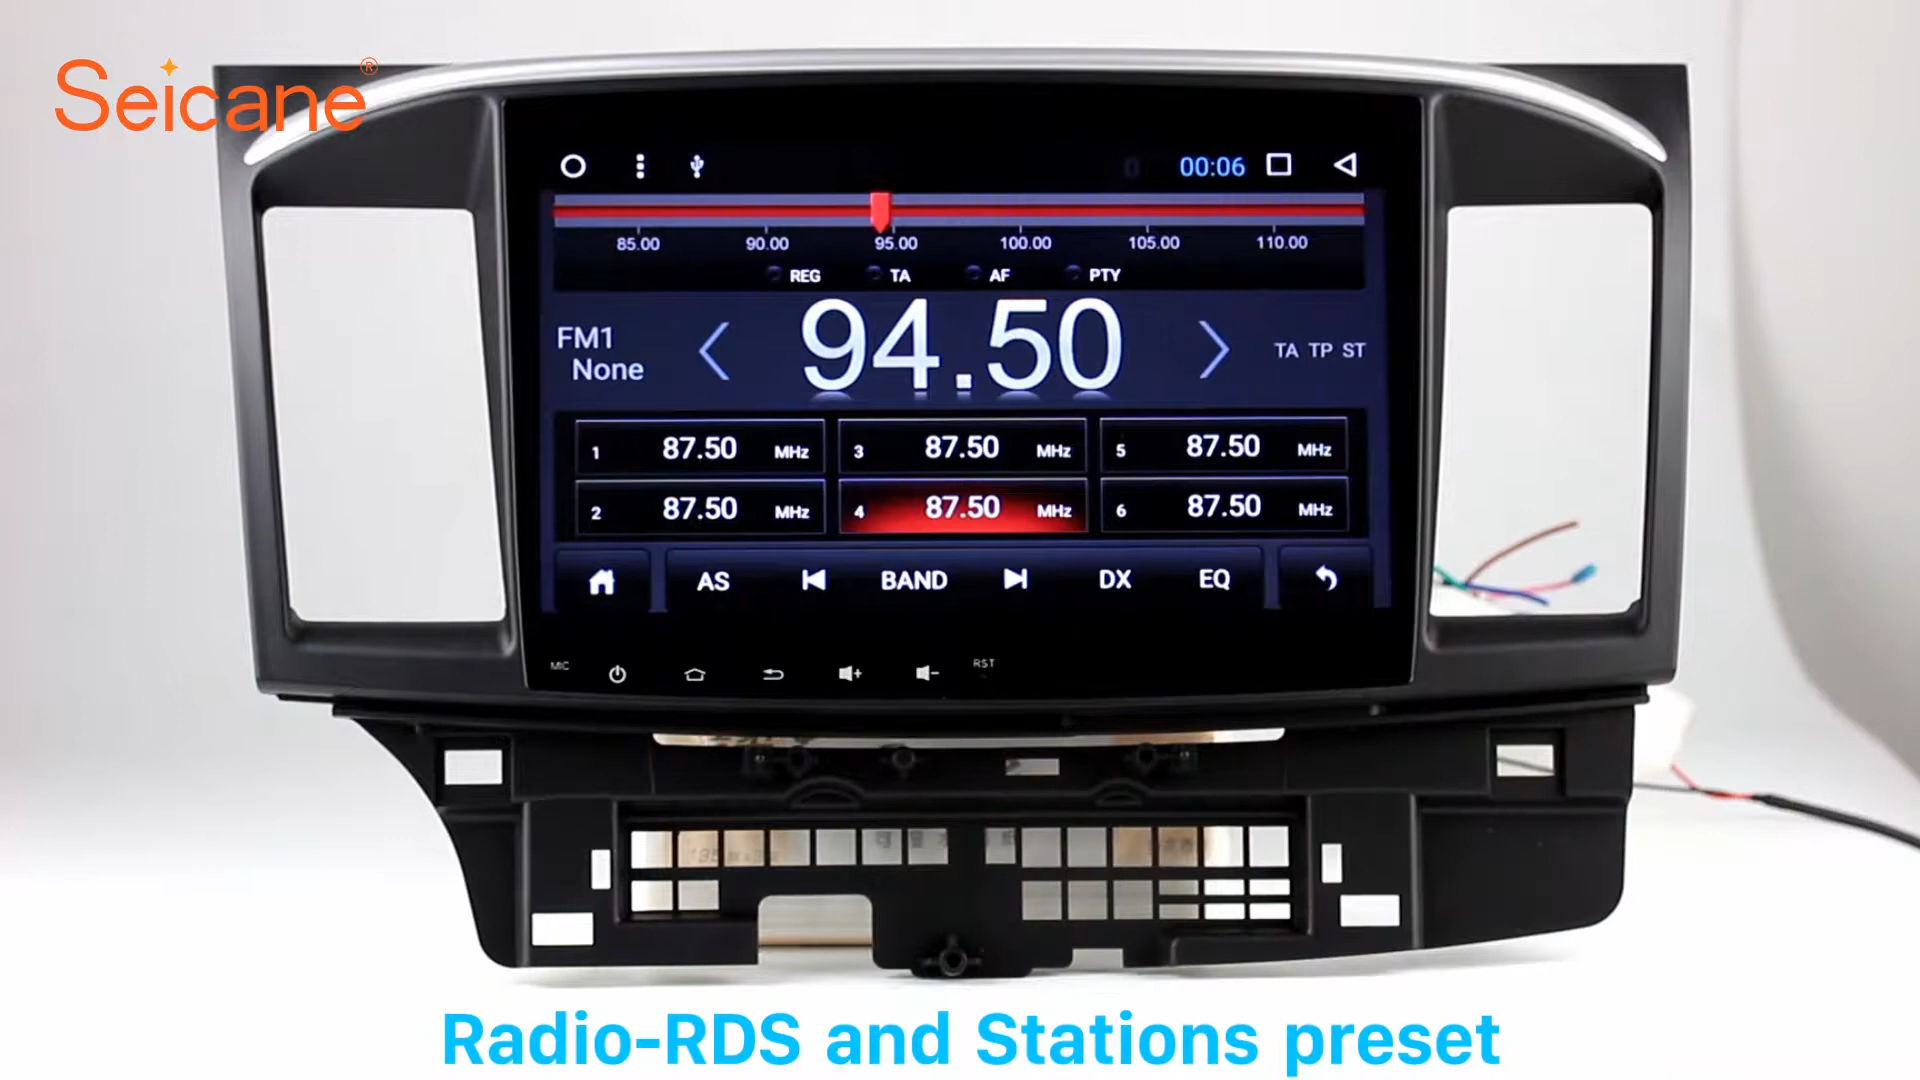 Seicane®
00:06
85.00 90.00 95.00 100.00 105.00 110.00
REG TA AF PTY
FM1
None
94.50
TA TP ST
1 87.50 MHz 3 87.50 MHz 5 87.50 MHz
2 87.50 MHz 4 87.50 MHz 6 87.50 MHz
AS BAND DX EQ
MIC RST
Radio-RDS and Stations preset